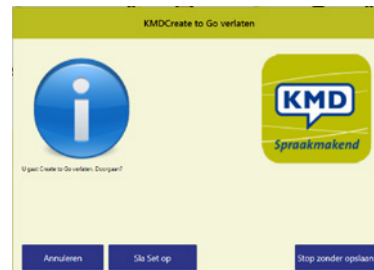 KMDCreate to Go verlaten
KMD
Spraakmakend
U gaat Create to Go verlaten. Doorgaan?
Annuleren
Sla Set op
Stop zonder opslaan